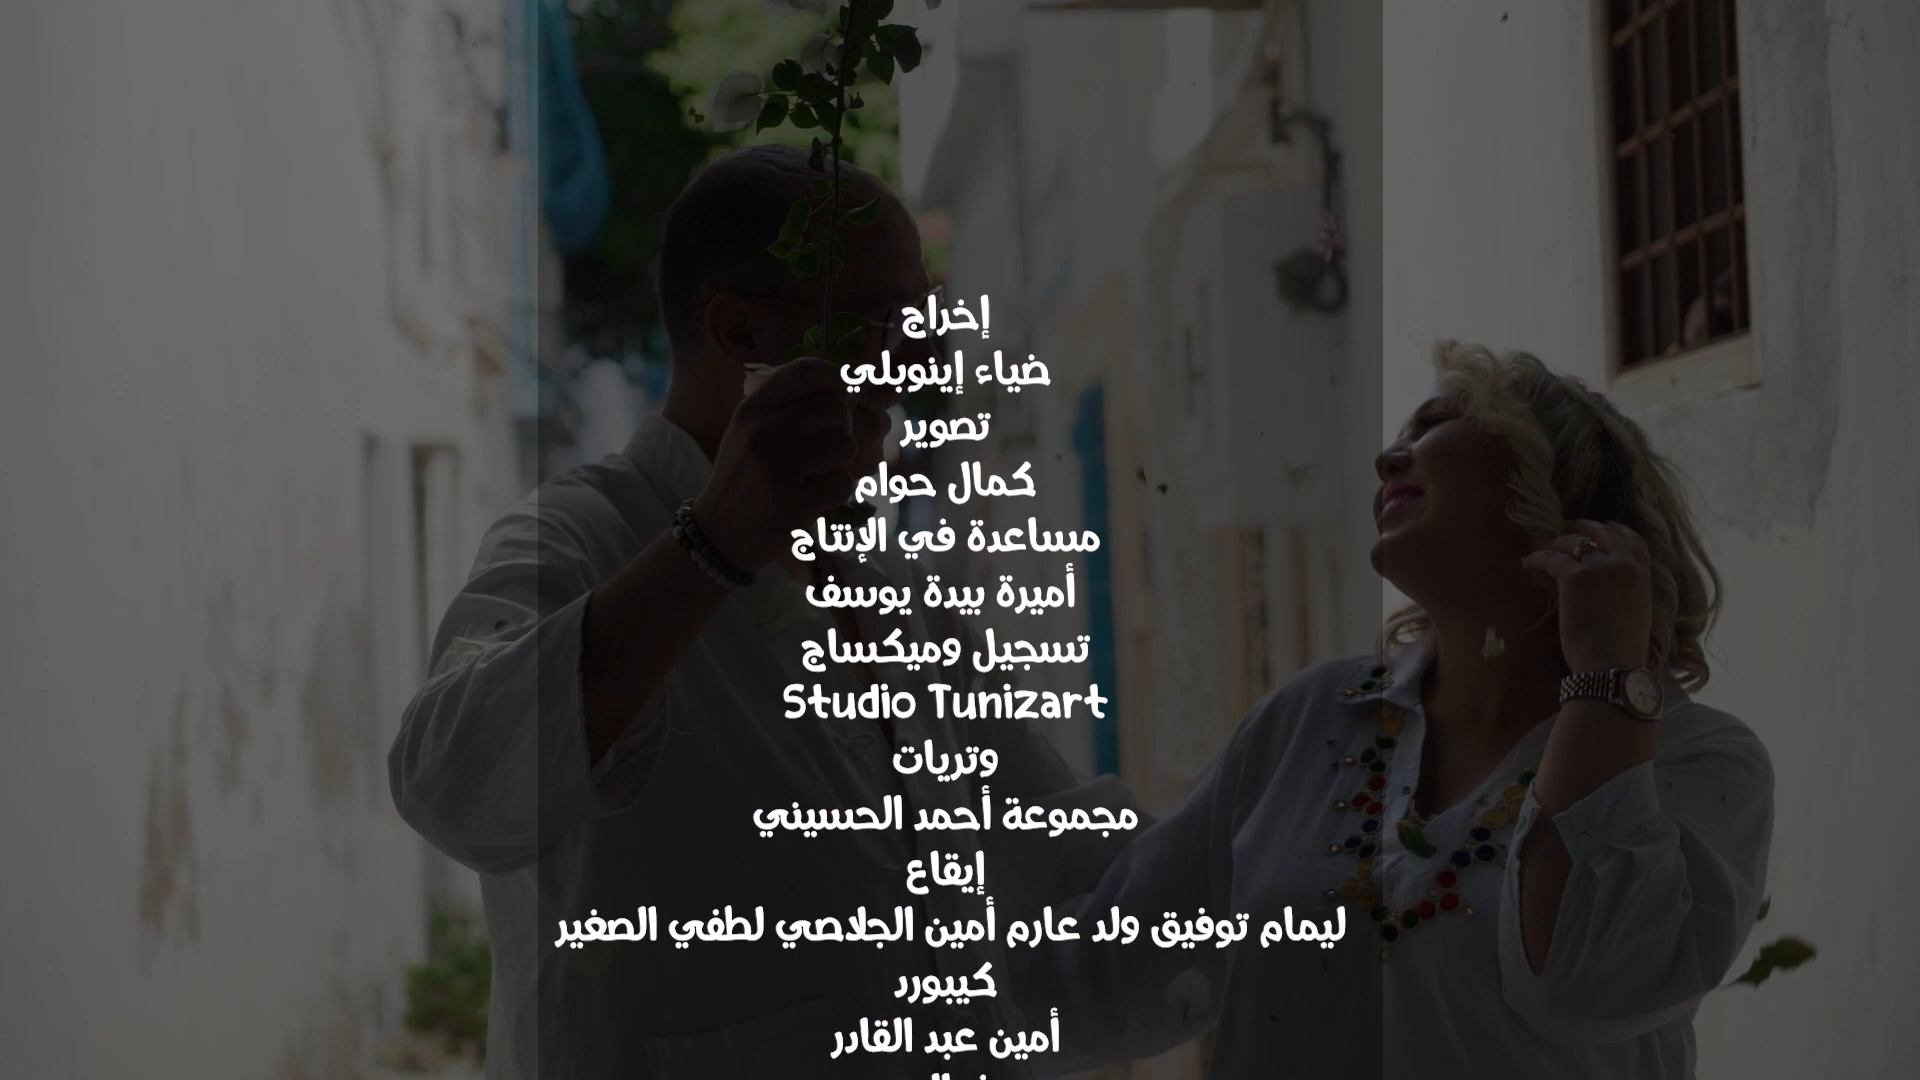 إخراج
ضياء إينوبلي
تصوير
كمال حوام
مساعدة في الإنتاج
أميرة بيدة يوسف
تسجيل وميكساج
Studio Tunizart
وتريات
مجموعة أحمد الحسيني
إيقاع
ليمام توفيق ولد عارم أمين الجلاصي لطفي الصغير
كيبورد
أمين عبد القادر